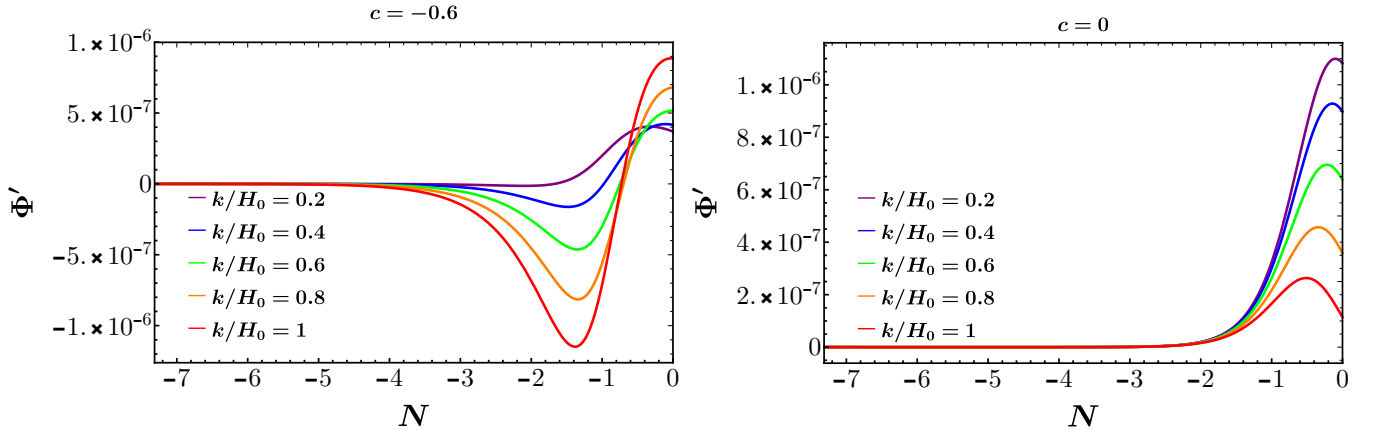 c = −0.6
1. × 10⁻⁶
5. × 10⁻⁷
0
−5. × 10⁻⁷
−1. × 10⁻⁶
Φ′
k/H₀ = 0.2
k/H₀ = 0.4
k/H₀ = 0.6
k/H₀ = 0.8
k/H₀ = 1
−7 −6 −5 −4 −3 −2 −1 0
N
c = 0
1. × 10⁻⁶
8. × 10⁻⁷
6. × 10⁻⁷
4. × 10⁻⁷
2. × 10⁻⁷
0
Φ′
k/H₀ = 0.2
k/H₀ = 0.4
k/H₀ = 0.6
k/H₀ = 0.8
k/H₀ = 1
−7 −6 −5 −4 −3 −2 −1 0
N